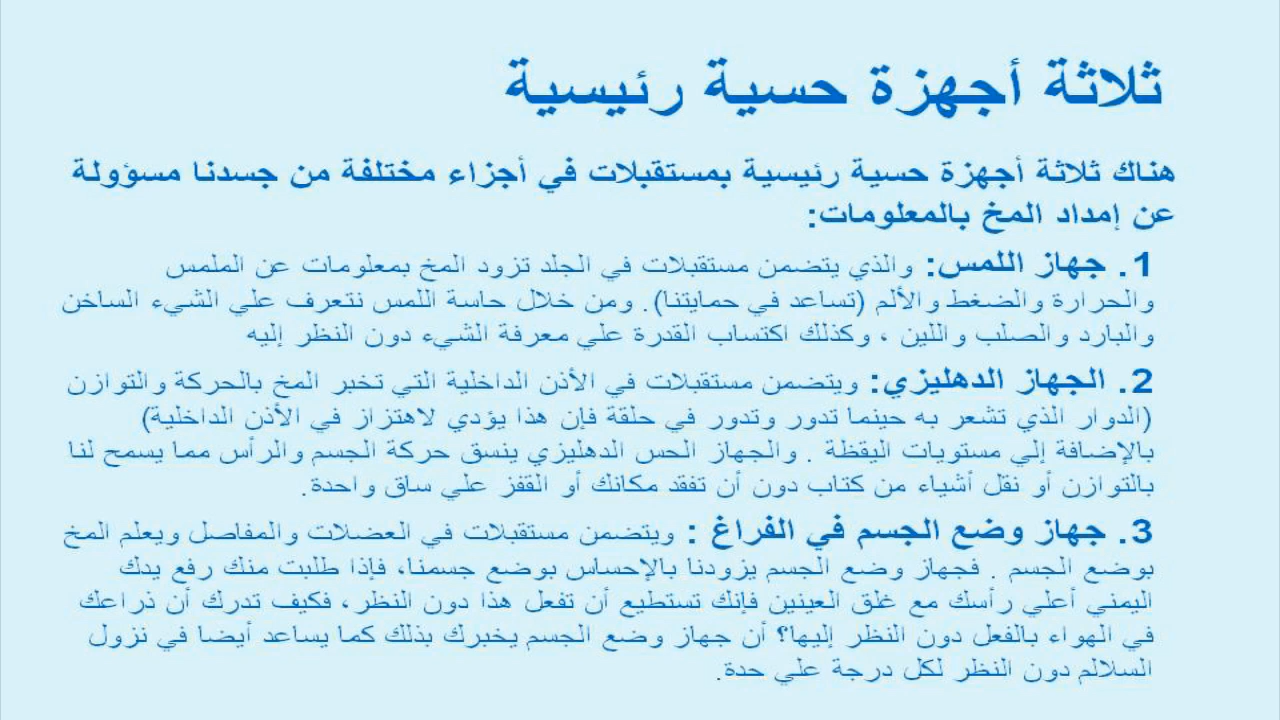 ثلاثة أجهزة حسية رئيسية
هناك ثلاثة أجهزة حسية رئيسية بمستقبلات في أجزاء مختلفة من جسدنا مسؤولة
عن إمداد المخ بالمعلومات:
1. جهاز اللمس: والذي يتضمن مستقبلات في الجلد تزود المخ بمعلومات عن الملمس
والحرارة والضغط والألم (تساعد في حمايتنا). ومن خلال حاسة اللمس نتعرف علي الشيء الساخن
والبارد والصلب واللين ، وكذلك اكتساب القدرة علي معرفة الشيء دون النظر إليه
2. الجهاز الدهليزي: ويتضمن مستقبلات في الأذن الداخلية التي تخبر المخ بالحركة والتوازن
(الدوار الذي تشعر به حينما تدور وتدور في حلقة فإن هذا يؤدي لاهتزاز في الأذن الداخلية)
بالإضافة إلي مستويات اليقظة . والجهاز الحس الدهليزي ينسق حركة الجسم والرأس مما يسمح لنا
بالتوازن أو نقل أشياء من كتاب دون أن تفقد مكانك أو القفز علي ساق واحدة.
3. جهاز وضع الجسم في الفراغ : ويتضمن مستقبلات في العضلات والمفاصل ويعلم المخ
بوضع الجسم . فجهاز وضع الجسم يزودنا بالإحساس بوضع جسمنا، فإذا طلبت منك رفع يدك
اليمني أعلي رأسك مع غلق العينين فإنك تستطيع أن تفعل هذا دون النظر، فكيف تدرك أن ذراعك
في الهواء بالفعل دون النظر إليها؟ أن جهاز وضع الجسم يخبرك بذلك كما يساعد أيضا في نزول
السلالم دون النظر لكل درجة علي حدة.